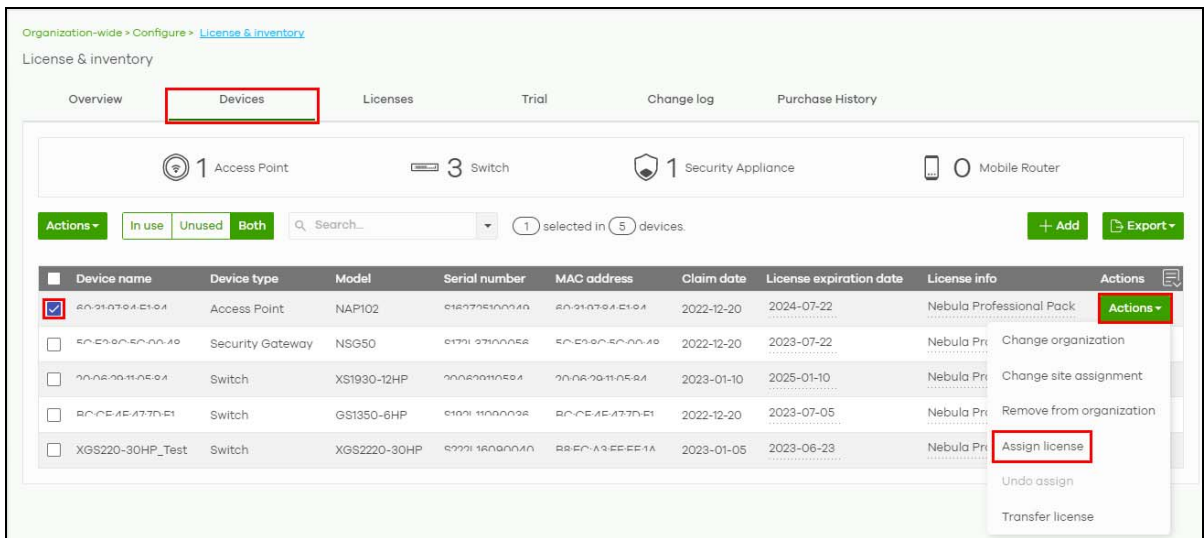 Organization-wide > Configure > License & inventory
License & inventory
Overview Devices Licenses Trial Change log Purchase History
1 Access Point 3 Switch 1 Security Appliance 0 Mobile Router
Actions In use Unused Both Search... 1 selected in 5 devices. + Add Export
Device name Device type Model Serial number MAC address Claim date License expiration date License info Actions
Access Point NAP102 2022-12-20 2024-07-22 Nebula Professional Pack Actions
Security Gateway NSG50 2022-12-20 2023-07-22 Nebula Change organization
Switch XS1930-12HP 2023-01-10 2025-01-10 Nebula Change site assignment
Switch GS1350-6HP 2022-12-20 2023-07-05 Nebula Remove from organization
XGS220-30HP_Test Switch XGS2220-30HP 2023-01-05 2023-06-23 Nebula Assign license
Undo assign
Transfer license